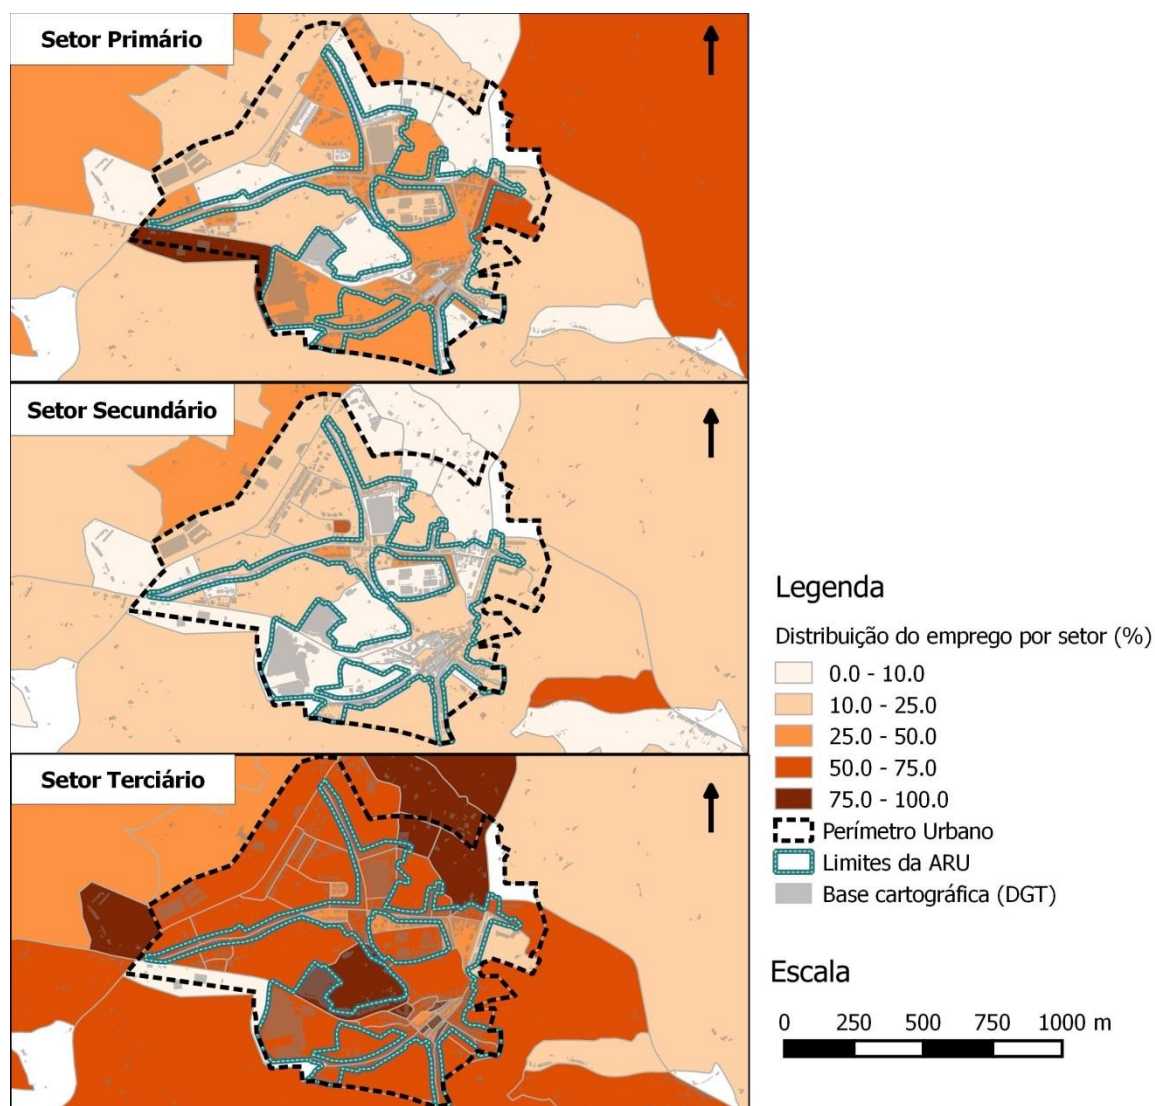 Setor Primário
Setor Secundário
Setor Terciário
Legenda
Distribuição do emprego por setor (%)
0.0 - 10.0
10.0 - 25.0
25.0 - 50.0
50.0 - 75.0
75.0 - 100.0
Perímetro Urbano
Limites da ARU
Base cartográfica (DGT)
Escala
0 250 500 750 1000 m